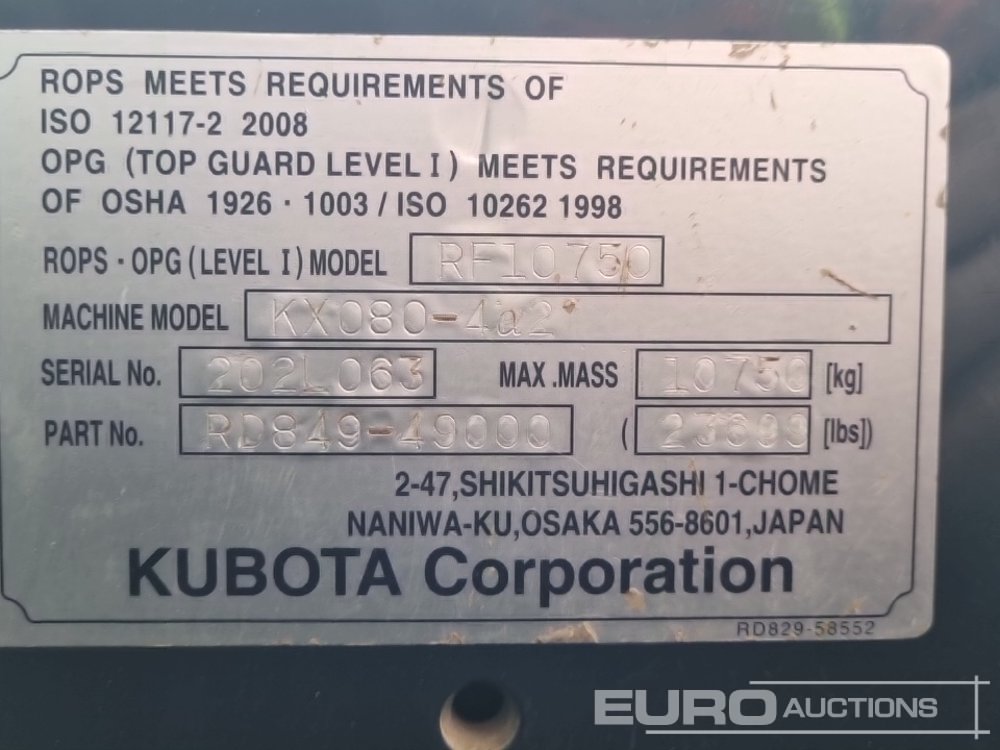 ROPS MEETS REQUIREMENTS OF
ISO 12117-2 2008
OPG (TOP GUARD LEVEL I) MEETS REQUIREMENTS
OF OSHA 1926・1003 / ISO 10262 1998
ROPS・OPG (LEVEL I) MODEL RF10750
MACHINE MODEL KX080-4a2
SERIAL No. 202L063 MAX .MASS 10750 [kg]
PART No. RD849-49000 ( 23699 [lbs])
2-47,SHIKITSUHIGASHI 1-CHOME
NANIWA-KU,OSAKA 556-8601,JAPAN
KUBOTA Corporation
RD829-58552
EURO AUCTIONS